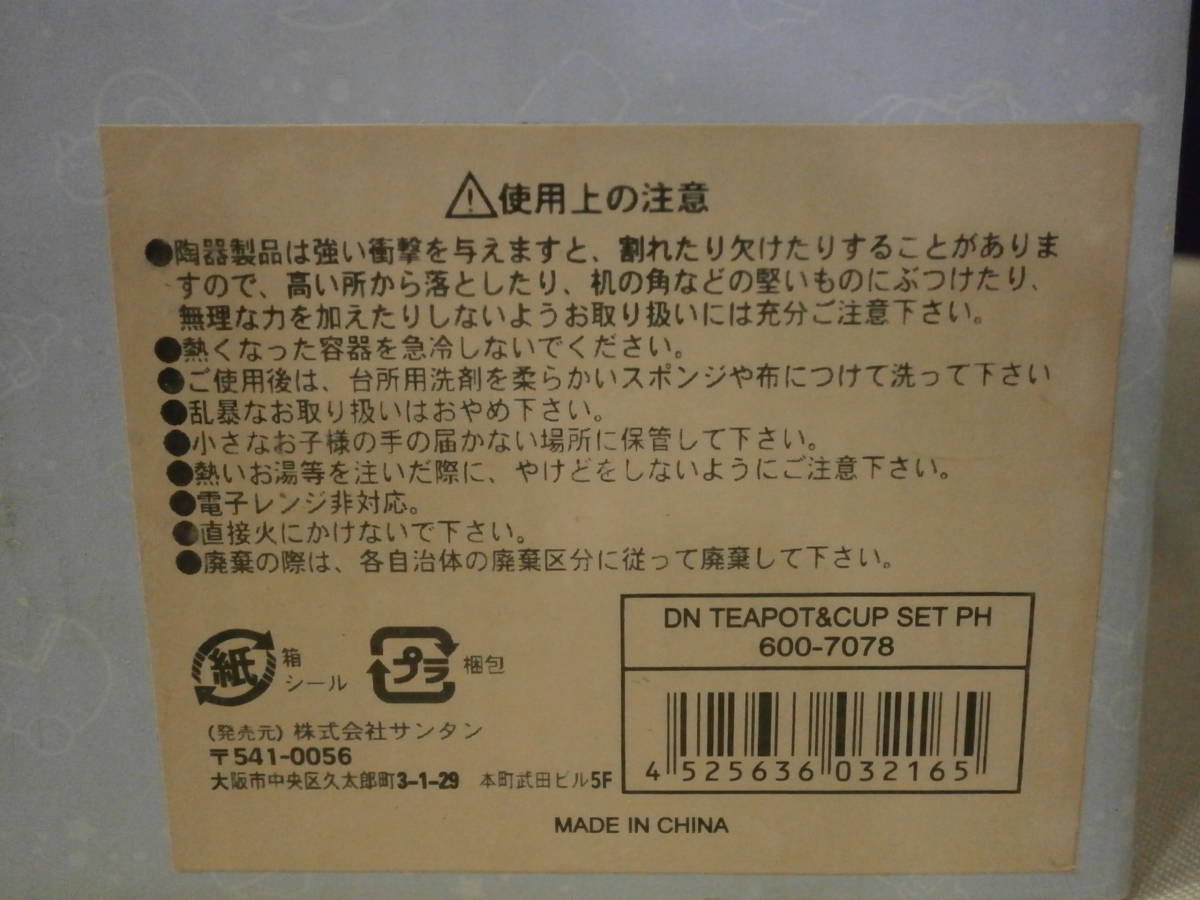 ⚠使用上の注意
●陶器製品は強い衝撃を与えますと、割れたり欠けたりすることがありま
すので、高い所から落としたり、机の角などの堅いものにぶつけたり、
無理な力を加えたりしないようお取り扱いには充分ご注意下さい。
●熱くなった容器を急冷しないでください。
●ご使用後は、台所用洗剤を柔らかいスポンジや布につけて洗って下さい
●乱暴なお取り扱いはおやめ下さい。
●小さなお子様の手の届かない場所に保管して下さい。
●熱いお湯等を注いだ際に、やけどをしないようにご注意下さい。
●電子レンジ非対応。
●直接火にかけないで下さい。
●廃棄の際は、各自治体の廃棄区分に従って廃棄して下さい。
紙 箱
シール
プラ 梱包
(発売元) 株式会社サンタン
〒541-0056
大阪市中央区久太郎町3-1-29 本町武田ビル5F
DN TEAPOT&CUP SET PH
600-7078
4 525636 032165
MADE IN CHINA